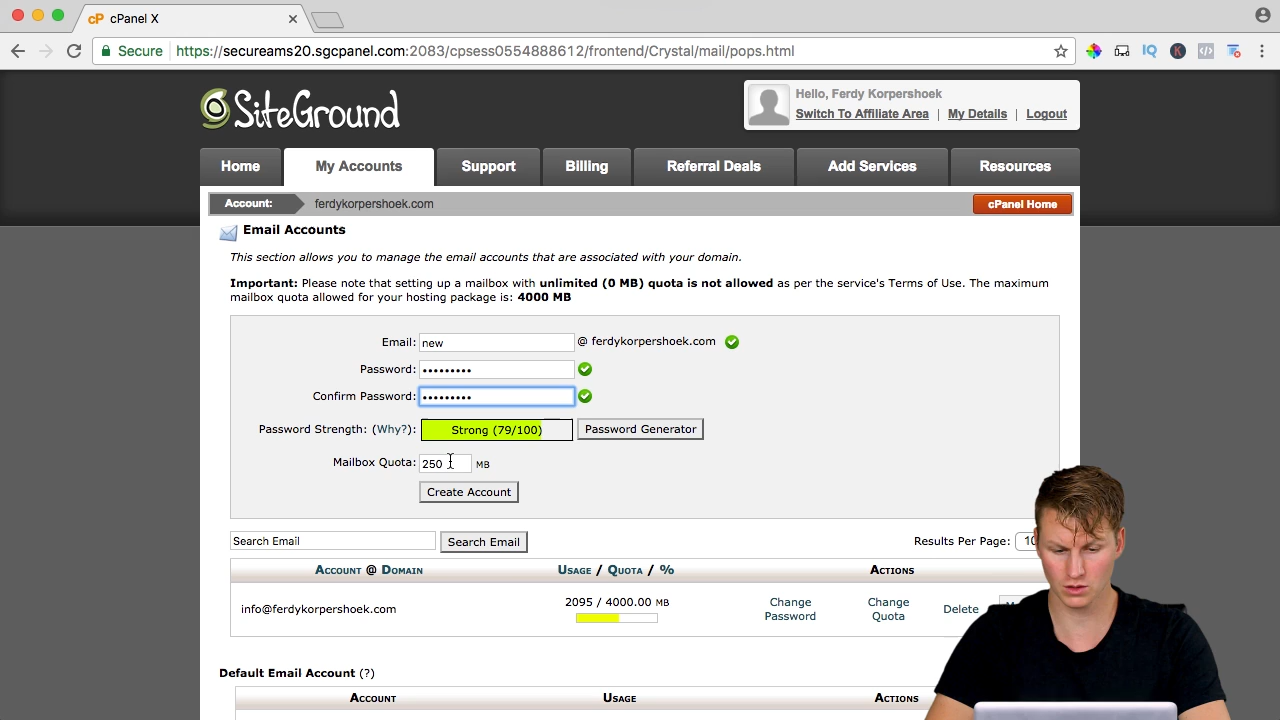 cP cPanel X
Secure https://secureams20.sgcpanel.com:2083/cpsess0554888612/frontend/Crystal/mail/pops.html
IQ K
SiteGround
Hello, Ferdy Korpershoek
Switch To Affiliate Area | My Details | Logout
Home My Accounts Support Billing Referral Deals Add Services Resources
Account: ferdykorpershoek.com cPanel Home
Email Accounts
This section allows you to manage the email accounts that are associated with your domain.
Important: Please note that setting up a mailbox with unlimited (0 MB) quota is not allowed as per the service's Terms of Use. The maximum
mailbox quota allowed for your hosting package is: 4000 MB
Email: new @ ferdykorpershoek.com
Password: •••••••••
Confirm Password: •••••••••
Password Strength: (Why?): Strong (79/100) Password Generator
Mailbox Quota: 250 MB
Create Account
Search Email Search Email Results Per Page: 10
Account @ Domain Usage / Quota / % Actions
info@ferdykorpershoek.com 2095 / 4000.00 MB Change Password Change Quota Delete
Default Email Account (?)
Account Usage Actions